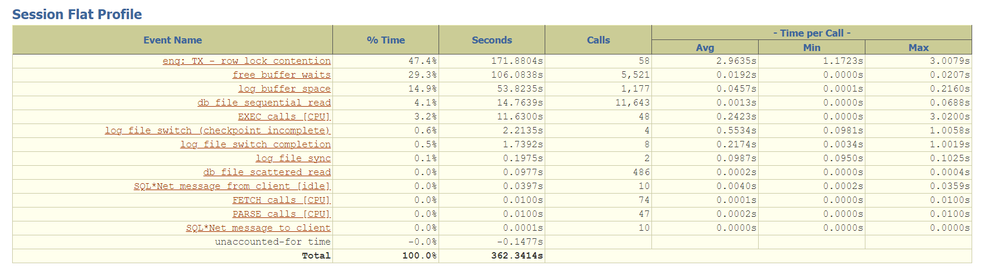 Session Flat Profile
Event Name % Time Seconds Calls - Time per Call -
Avg Min Max
enq: TX - row lock contention 47.4% 171.8804s 58 2.9635s 1.1723s 3.0079s
free buffer waits 29.3% 106.0838s 5,521 0.0192s 0.0000s 0.0207s
log buffer space 14.9% 53.8235s 1,177 0.0457s 0.0001s 0.2160s
db file sequential read 4.1% 14.7639s 11,643 0.0013s 0.0000s 0.0688s
EXEC calls [CPU] 3.2% 11.6300s 48 0.2423s 0.0000s 3.0200s
log file switch (checkpoint incomplete) 0.6% 2.2135s 4 0.5534s 0.0981s 1.0058s
log file switch completion 0.5% 1.7392s 8 0.2174s 0.0034s 1.0019s
log file sync 0.1% 0.1975s 2 0.0987s 0.0950s 0.1025s
db file scattered read 0.0% 0.0977s 486 0.0002s 0.0000s 0.0004s
SQL*Net message from client [idle] 0.0% 0.0397s 10 0.0040s 0.0002s 0.0359s
FETCH calls [CPU] 0.0% 0.0100s 74 0.0001s 0.0000s 0.0100s
PARSE calls [CPU] 0.0% 0.0100s 47 0.0002s 0.0000s 0.0100s
SQL*Net message to client 0.0% 0.0001s 10 0.0000s 0.0000s 0.0000s
unaccounted-for time -0.0% -0.1477s
Total 100.0% 362.3414s